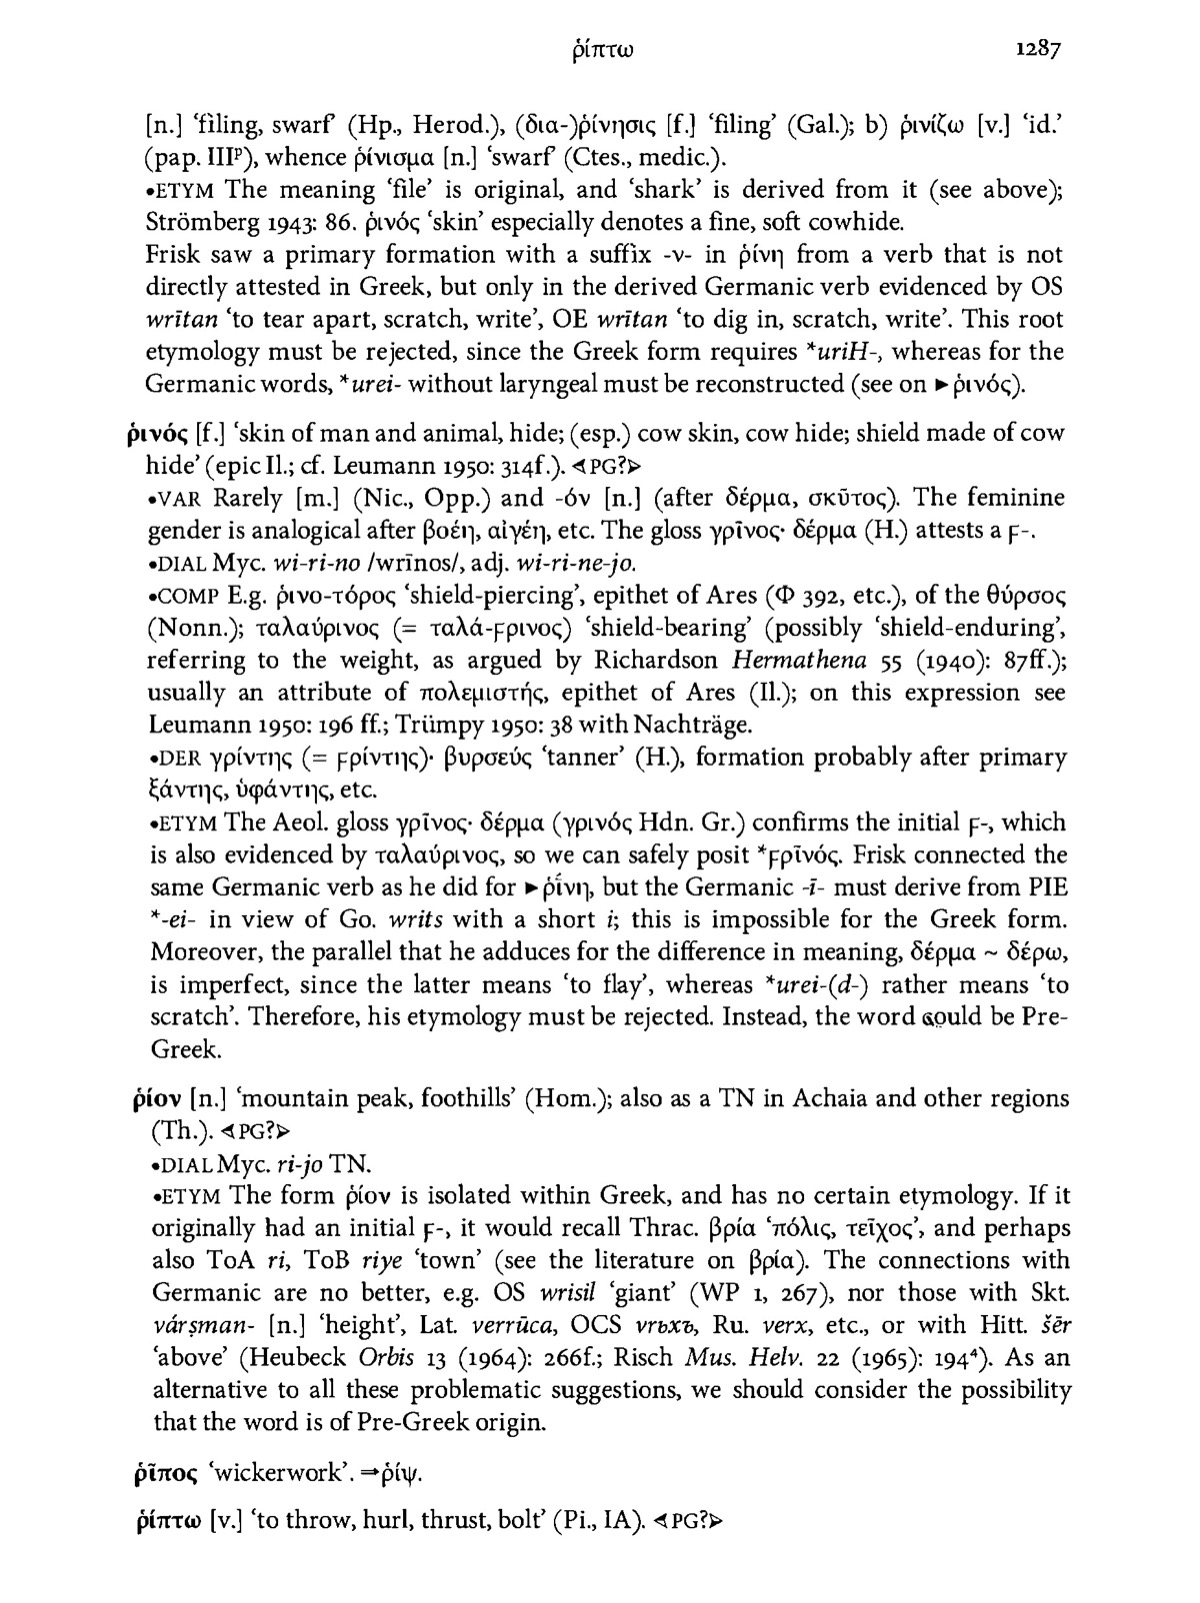 ῥίπτω 1287
[n.] ‘filing, swarf’ (Hp., Herod.), (δια-)ῥίνησις [f.] ‘filing’ (Gal.); b) ῥινίζω [v.] ‘id.’
(pap. IIIᵖ), whence ῥίνισμα [n.] ‘swarf’ (Ctes., medic.).
•ETYM The meaning ‘file’ is original, and ‘shark’ is derived from it (see above);
Strömberg 1943: 86. ῥινός ‘skin’ especially denotes a fine, soft cowhide.
Frisk saw a primary formation with a suffix -ν- in ῥίνη from a verb that is not
directly attested in Greek, but only in the derived Germanic verb evidenced by OS
wrītan ‘to tear apart, scratch, write’, OE wrītan ‘to dig in, scratch, write’. This root
etymology must be rejected, since the Greek form requires *uriH-, whereas for the
Germanic words, *urei- without laryngeal must be reconstructed (see on ►ῥινός).
ῥινός [f.] ‘skin of man and animal, hide; (esp.) cow skin, cow hide; shield made of cow
hide’ (epic Il.; cf. Leumann 1950: 314f.). ⮜PG?⮞
•VAR Rarely [m.] (Nic., Opp.) and -όν [n.] (after δέρμα, σκῦτος). The feminine
gender is analogical after βοέη, αἰγέη, etc. The gloss γρῖνος· δέρμα (H.) attests a ϝ-.
•DIAL Myc. wi-ri-no /wrīnos/, adj. wi-ri-ne-jo.
•COMP E.g. ῥινο-τόρος ‘shield-piercing’, epithet of Ares (Φ 392, etc.), of the θύρσος
(Nonn.); ταλαύρινος (= ταλά-ϝρινος) ‘shield-bearing’ (possibly ‘shield-enduring’,
referring to the weight, as argued by Richardson Hermathena 55 (1940): 87ff.);
usually an attribute of πολεμιστής, epithet of Ares (Il.); on this expression see
Leumann 1950: 196 ff.; Trümpy 1950: 38 with Nachträge.
•DER γρίντης (= ϝρίντης)· βυρσεύς ‘tanner’ (H.), formation probably after primary
ξάντης, ὑφάντης, etc.
•ETYM The Aeol. gloss γρῖνος· δέρμα (γρινός Hdn. Gr.) confirms the initial ϝ-, which
is also evidenced by ταλαύρινος, so we can safely posit *ϝρῑνός. Frisk connected the
same Germanic verb as he did for ►ῥί̄νη, but the Germanic -ī- must derive from PIE
*-ei- in view of Go. writs with a short i; this is impossible for the Greek form.
Moreover, the parallel that he adduces for the difference in meaning, δέρμα ~ δέρω,
is imperfect, since the latter means ‘to flay’, whereas *urei-(d-) rather means ‘to
scratch’. Therefore, his etymology must be rejected. Instead, the word could be Pre-
Greek.
ῥίον [n.] ‘mountain peak, foothills’ (Hom.); also as a TN in Achaia and other regions
(Th.). ⮜PG?⮞
•DIAL Myc. ri-jo TN.
•ETYM The form ῥίον is isolated within Greek, and has no certain etymology. If it
originally had an initial ϝ-, it would recall Thrac. βρία ‘πόλις, τεῖχος’, and perhaps
also ToA ri, ToB riye ‘town’ (see the literature on βρία). The connections with
Germanic are no better, e.g. OS wrisil ‘giant’ (WP 1, 267), nor those with Skt.
várṣman- [n.] ‘height’, Lat. verrūca, OCS vrьxъ, Ru. verx, etc., or with Hitt. šēr
‘above’ (Heubeck Orbis 13 (1964): 266f.; Risch Mus. Helv. 22 (1965): 194⁴). As an
alternative to all these problematic suggestions, we should consider the possibility
that the word is of Pre-Greek origin.
ῥῖπος ‘wickerwork’. ⇒ῥίψ.
ῥίπτω [v.] ‘to throw, hurl, thrust, bolt’ (Pi., IA). ⮜PG?⮞